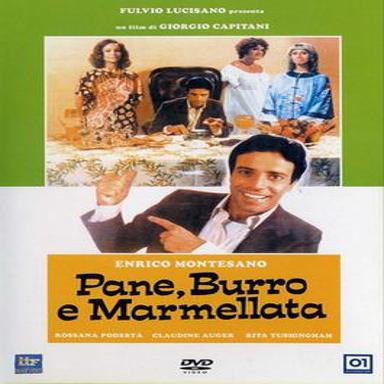 FULVIO LUCISANO presenta
un film di GIORGIO CAPITANI
ENRICO MONTESANO
Pane, Burro
e Marmellata
ROSSANA PODESTÀ CLAUDINE AUGER RITA TUSHINGHAM
iif
DVD
VIDEO
01